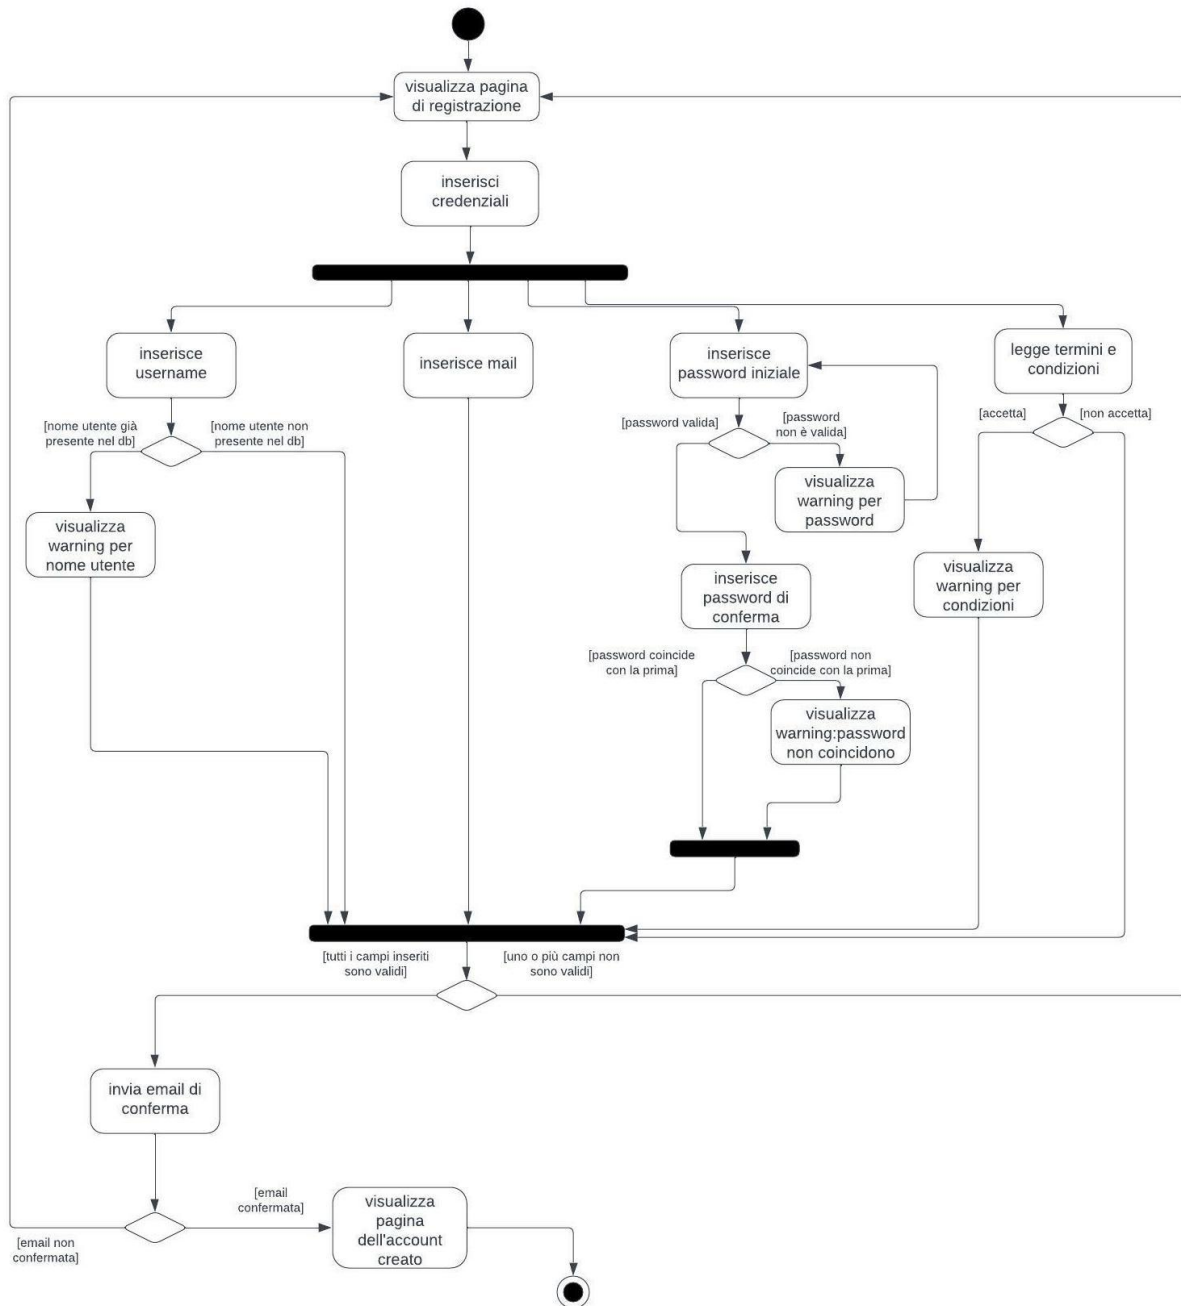 visualizza pagina
di registrazione
inserisci
credenziali
inserisce
username
inserisce mail
inserisce
password iniziale
legge termini e
condizioni
[nome utente già
presente nel db]
[nome utente non
presente nel db]
[password valida]
[password
non è valida]
[accetta]
[non accetta]
visualizza
warning per
password
visualizza
warning per
nome utente
visualizza
warning per
condizioni
inserisce
password di
conferma
[password coincide
con la prima]
[password non
coincide con la prima]
visualizza
warning:password
non coincidono
[tutti i campi inseriti
sono validi]
[uno o più campi non
sono validi]
invia email di
conferma
[email
confermata]
visualizza
pagina
dell'account
creato
[email non
confermata]